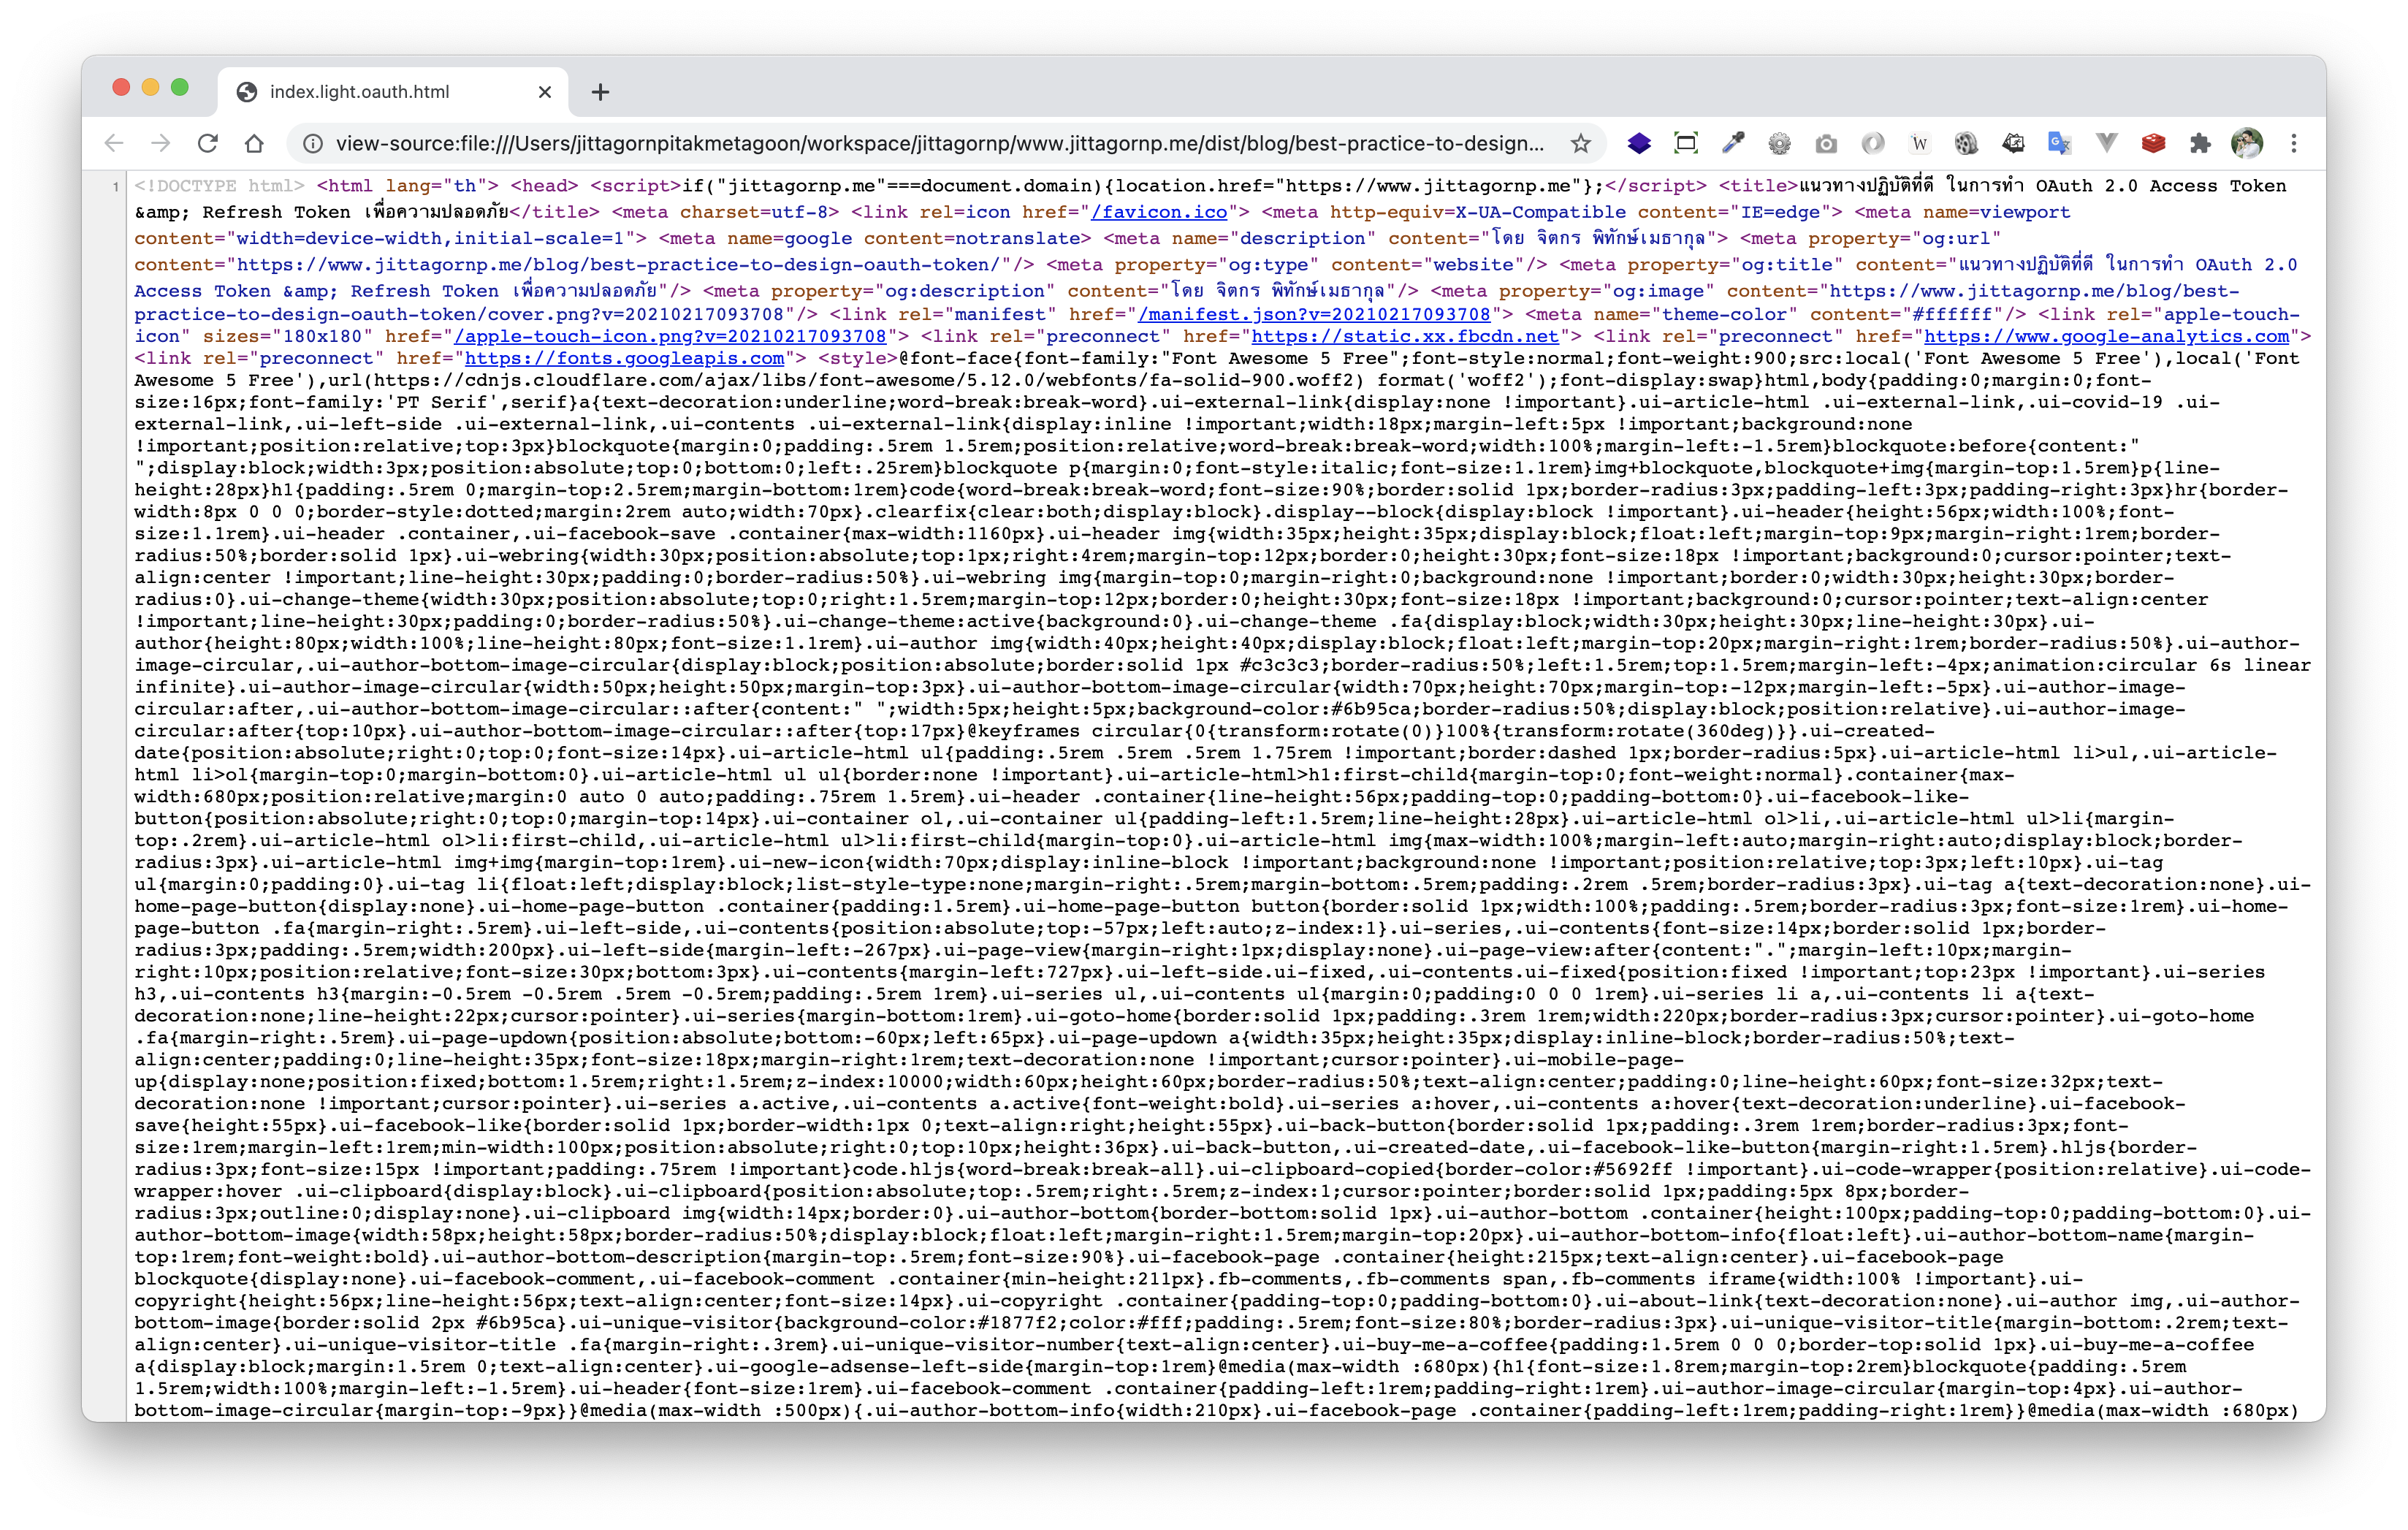 index.light.oauth.html
view-source:file:///Users/jittagornpitakmetagoon/workspace/jittagornp/www.jittagornp.me/dist/blog/best-practice-to-design...
1
<!DOCTYPE html> <html lang="th"> <head> <script>if("jittagornp.me"===document.domain){location.href="https://www.jittagornp.me"};</script> <title>แนวทางปฏิบัติที่ดี ในการทำ OAuth 2.0 Access Token
&amp; Refresh Token เพื่อความปลอดภัย</title> <meta charset=utf-8> <link rel=icon href="/favicon.ico"> <meta http-equiv=X-UA-Compatible content="IE=edge"> <meta name=viewport
content="width=device-width,initial-scale=1"> <meta name=google content=notranslate> <meta name="description" content="โดย จิตกร พิทักษ์เมธากุล"> <meta property="og:url"
content="https://www.jittagornp.me/blog/best-practice-to-design-oauth-token/"/> <meta property="og:type" content="website"/> <meta property="og:title" content="แนวทางปฏิบัติที่ดี ในการทำ OAuth 2.0
Access Token &amp; Refresh Token เพื่อความปลอดภัย"/> <meta property="og:description" content="โดย จิตกร พิทักษ์เมธากุล"/> <meta property="og:image" content="https://www.jittagornp.me/blog/best-
practice-to-design-oauth-token/cover.png?v=20210217093708"/> <link rel="manifest" href="/manifest.json?v=20210217093708"> <meta name="theme-color" content="#ffffff"/> <link rel="apple-touch-
icon" sizes="180x180" href="/apple-touch-icon.png?v=20210217093708"> <link rel="preconnect" href="https://static.xx.fbcdn.net"> <link rel="preconnect" href="https://www.google-analytics.com">
<link rel="preconnect" href="https://fonts.googleapis.com"> <style>@font-face{font-family:"Font Awesome 5 Free";font-style:normal;font-weight:900;src:local('Font Awesome 5 Free'),local('Font
Awesome 5 Free'),url(https://cdnjs.cloudflare.com/ajax/libs/font-awesome/5.12.0/webfonts/fa-solid-900.woff2) format('woff2');font-display:swap}html,body{padding:0;margin:0;font-
size:16px;font-family:'PT Serif',serif}a{text-decoration:underline;word-break:break-word}.ui-external-link{display:none !important}.ui-article-html .ui-external-link,.ui-covid-19 .ui-
external-link,.ui-left-side .ui-external-link,.ui-contents .ui-external-link{display:inline !important;width:18px;margin-left:5px !important;background:none
!important;position:relative;top:3px}blockquote{margin:0;padding:.5rem 1.5rem;position:relative;word-break:break-word;width:100%;margin-left:-1.5rem}blockquote:before{content:"
";display:block;width:3px;position:absolute;top:0;bottom:0;left:.25rem}blockquote p{margin:0;font-style:italic;font-size:1.1rem}img+blockquote,blockquote+img{margin-top:1.5rem}p{line-
height:28px}h1{padding:.5rem 0;margin-top:2.5rem;margin-bottom:1rem}code{word-break:break-word;font-size:90%;border:solid 1px;border-radius:3px;padding-left:3px;padding-right:3px}hr{border-
width:8px 0 0 0;border-style:dotted;margin:2rem auto;width:70px}.clearfix{clear:both;display:block}.display--block{display:block !important}.ui-header{height:56px;width:100%;font-
size:1.1rem}.ui-header .container,.ui-facebook-save .container{max-width:1160px}.ui-header img{width:35px;height:35px;display:block;float:left;margin-top:9px;margin-right:1rem;border-
radius:50%;border:solid 1px}.ui-webring{width:30px;position:absolute;top:1px;right:4rem;margin-top:12px;border:0;height:30px;font-size:18px !important;background:0;cursor:pointer;text-
align:center !important;line-height:30px;padding:0;border-radius:50%}.ui-webring img{margin-top:0;margin-right:0;background:none !important;border:0;width:30px;height:30px;border-
radius:0}.ui-change-theme{width:30px;position:absolute;top:0;right:1.5rem;margin-top:12px;border:0;height:30px;font-size:18px !important;background:0;cursor:pointer;text-align:center
!important;line-height:30px;padding:0;border-radius:50%}.ui-change-theme:active{background:0}.ui-change-theme .fa{display:block;width:30px;height:30px;line-height:30px}.ui-
author{height:80px;width:100%;line-height:80px;font-size:1.1rem}.ui-author img{width:40px;height:40px;display:block;float:left;margin-top:20px;margin-right:1rem;border-radius:50%}.ui-author-
image-circular,.ui-author-bottom-image-circular{display:block;position:absolute;border:solid 1px #c3c3c3;border-radius:50%;left:1.5rem;top:1.5rem;margin-left:-4px;animation:circular 6s linear
infinite}.ui-author-image-circular{width:50px;height:50px;margin-top:3px}.ui-author-bottom-image-circular{width:70px;height:70px;margin-top:-12px;margin-left:-5px}.ui-author-image-
circular:after,.ui-author-bottom-image-circular::after{content:" ";width:5px;height:5px;background-color:#6b95ca;border-radius:50%;display:block;position:relative}.ui-author-image-
circular:after{top:10px}.ui-author-bottom-image-circular::after{top:17px}@keyframes circular{0{transform:rotate(0)}100%{transform:rotate(360deg)}}.ui-created-
date{position:absolute;right:0;top:0;font-size:14px}.ui-article-html ul{padding:.5rem .5rem .5rem 1.75rem !important;border:dashed 1px;border-radius:5px}.ui-article-html li>ul,.ui-article-
html li>ol{margin-top:0;margin-bottom:0}.ui-article-html ul ul{border:none !important}.ui-article-html>h1:first-child{margin-top:0;font-weight:normal}.container{max-
width:680px;position:relative;margin:0 auto 0 auto;padding:.75rem 1.5rem}.ui-header .container{line-height:56px;padding-top:0;padding-bottom:0}.ui-facebook-like-
button{position:absolute;right:0;top:0;margin-top:14px}.ui-container ol,.ui-container ul{padding-left:1.5rem;line-height:28px}.ui-article-html ol>li,.ui-article-html ul>li{margin-
top:.2rem}.ui-article-html ol>li:first-child,.ui-article-html ul>li:first-child{margin-top:0}.ui-article-html img{max-width:100%;margin-left:auto;margin-right:auto;display:block;border-
radius:3px}.ui-article-html img+img{margin-top:1rem}.ui-new-icon{width:70px;display:inline-block !important;background:none !important;position:relative;top:3px;left:10px}.ui-tag
ul{margin:0;padding:0}.ui-tag li{float:left;display:block;list-style-type:none;margin-right:.5rem;margin-bottom:.5rem;padding:.2rem .5rem;border-radius:3px}.ui-tag a{text-decoration:none}.ui-
home-page-button{display:none}.ui-home-page-button .container{padding:1.5rem}.ui-home-page-button button{border:solid 1px;width:100%;padding:.5rem;border-radius:3px;font-size:1rem}.ui-home-
page-button .fa{margin-right:.5rem}.ui-left-side,.ui-contents{position:absolute;top:-57px;left:auto;z-index:1}.ui-series,.ui-contents{font-size:14px;border:solid 1px;border-
radius:3px;padding:.5rem;width:200px}.ui-left-side{margin-left:-267px}.ui-page-view{margin-right:1px;display:none}.ui-page-view:after{content:".";margin-left:10px;margin-
right:10px;position:relative;font-size:30px;bottom:3px}.ui-contents{margin-left:727px}.ui-left-side.ui-fixed,.ui-contents.ui-fixed{position:fixed !important;top:23px !important}.ui-series
h3,.ui-contents h3{margin:-0.5rem -0.5rem .5rem -0.5rem;padding:.5rem 1rem}.ui-series ul,.ui-contents ul{margin:0;padding:0 0 0 1rem}.ui-series li a,.ui-contents li a{text-
decoration:none;line-height:22px;cursor:pointer}.ui-series{margin-bottom:1rem}.ui-goto-home{border:solid 1px;padding:.3rem 1rem;width:220px;border-radius:3px;cursor:pointer}.ui-goto-home
.fa{margin-right:.5rem}.ui-page-updown{position:absolute;bottom:-60px;left:65px}.ui-page-updown a{width:35px;height:35px;display:inline-block;border-radius:50%;text-
align:center;padding:0;line-height:35px;font-size:18px;margin-right:1rem;text-decoration:none !important;cursor:pointer}.ui-mobile-page-
up{display:none;position:fixed;bottom:1.5rem;right:1.5rem;z-index:10000;width:60px;height:60px;border-radius:50%;text-align:center;padding:0;line-height:60px;font-size:32px;text-
decoration:none !important;cursor:pointer}.ui-series a.active,.ui-contents a.active{font-weight:bold}.ui-series a:hover,.ui-contents a:hover{text-decoration:underline}.ui-facebook-
save{height:55px}.ui-facebook-like{border:solid 1px;border-width:1px 0;text-align:right;height:55px}.ui-back-button{border:solid 1px;padding:.3rem 1rem;border-radius:3px;font-
size:1rem;margin-left:1rem;min-width:100px;position:absolute;right:0;top:10px;height:36px}.ui-back-button,.ui-created-date,.ui-facebook-like-button{margin-right:1.5rem}.hljs{border-
radius:3px;font-size:15px !important;padding:.75rem !important}code.hljs{word-break:break-all}.ui-clipboard-copied{border-color:#5692ff !important}.ui-code-wrapper{position:relative}.ui-code-
wrapper:hover .ui-clipboard{display:block}.ui-clipboard{position:absolute;top:.5rem;right:.5rem;z-index:1;cursor:pointer;border:solid 1px;padding:5px 8px;border-
radius:3px;outline:0;display:none}.ui-clipboard img{width:14px;border:0}.ui-author-bottom{border-bottom:solid 1px}.ui-author-bottom .container{height:100px;padding-top:0;padding-bottom:0}.ui-
author-bottom-image{width:58px;height:58px;border-radius:50%;display:block;float:left;margin-right:1.5rem;margin-top:20px}.ui-author-bottom-info{float:left}.ui-author-bottom-name{margin-
top:1rem;font-weight:bold}.ui-author-bottom-description{margin-top:.5rem;font-size:90%}.ui-facebook-page .container{height:215px;text-align:center}.ui-facebook-page
blockquote{display:none}.ui-facebook-comment,.ui-facebook-comment .container{min-height:211px}.fb-comments,.fb-comments span,.fb-comments iframe{width:100% !important}.ui-
copyright{height:56px;line-height:56px;text-align:center;font-size:14px}.ui-copyright .container{padding-top:0;padding-bottom:0}.ui-about-link{text-decoration:none}.ui-author img,.ui-author-
bottom-image{border:solid 2px #6b95ca}.ui-unique-visitor{background-color:#1877f2;color:#fff;padding:.5rem;font-size:80%;border-radius:3px}.ui-unique-visitor-title{margin-bottom:.2rem;text-
align:center}.ui-unique-visitor-title .fa{margin-right:.3rem}.ui-unique-visitor-number{text-align:center}.ui-buy-me-a-coffee{padding:1.5rem 0 0 0;border-top:solid 1px}.ui-buy-me-a-coffee
a{display:block;margin:1.5rem 0;text-align:center}.ui-google-adsense-left-side{margin-top:1rem}@media(max-width :680px){h1{font-size:1.8rem;margin-top:2rem}blockquote{padding:.5rem
1.5rem;width:100%;margin-left:-1.5rem}.ui-header{font-size:1rem}.ui-facebook-comment .container{padding-left:1rem;padding-right:1rem}.ui-author-image-circular{margin-top:4px}.ui-author-
bottom-image-circular{margin-top:-9px}}@media(max-width :500px){.ui-author-bottom-info{width:210px}.ui-facebook-page .container{padding-left:1rem;padding-right:1rem}}@media(max-width :680px)